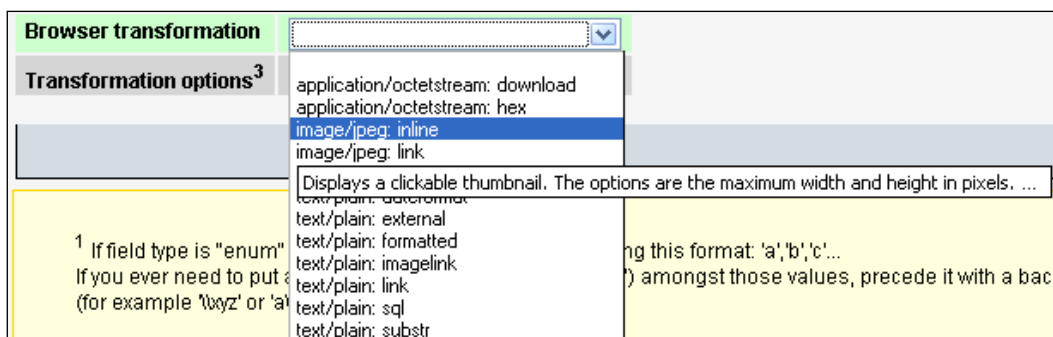 Browser transformation
Transformation options3
application/octetstream: download
application/octetstream: hex
image/jpeg: inline
image/jpeg: link
Displays a clickable thumbnail. The options are the maximum width and height in pixels. ...
text/plain: dateformat
text/plain: external
text/plain: formatted
text/plain: imagelink
text/plain: link
text/plain: sql
text/plain: substr
1 If field type is "enum" ng this format: 'a','b','c'...
If you ever need to put a ') amongst those values, precede it with a bac
(for example '\\xyz' or 'a\